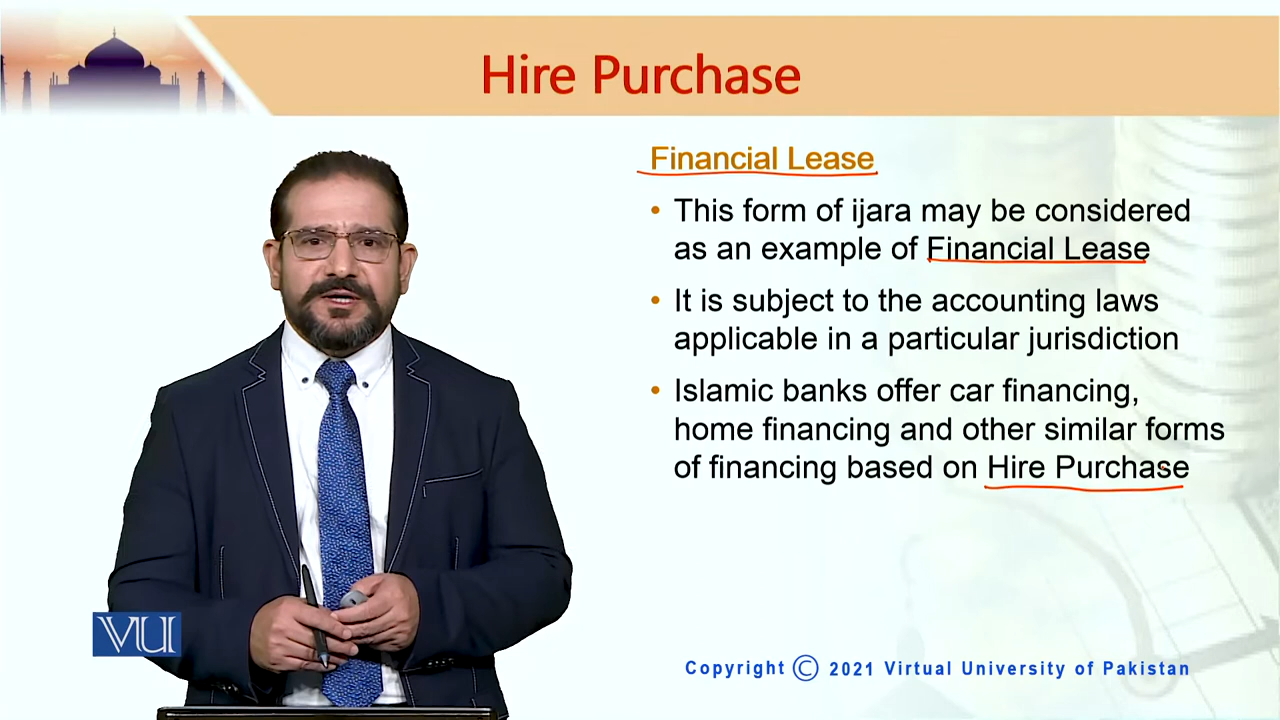 Hire Purchase
Financial Lease
• This form of ijara may be considered
as an example of Financial Lease
• It is subject to the accounting laws
applicable in a particular jurisdiction
• Islamic banks offer car financing,
home financing and other similar forms
of financing based on Hire Purchase
VU
Copyright © 2021 Virtual University of Pakistan